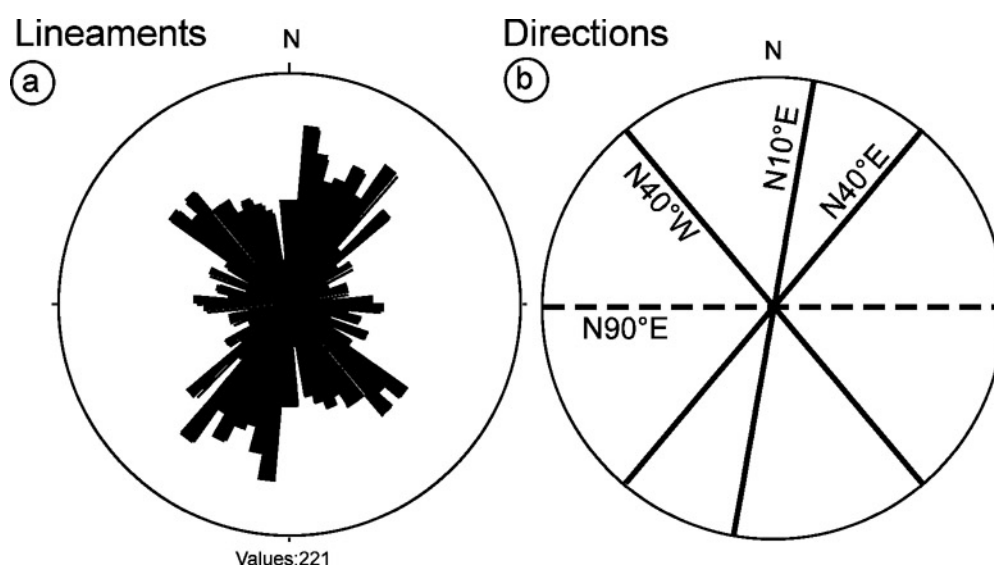 Lineaments
a
N
Values:221
Directions
b
N
N40°W
N10°E
N40°E
N90°E